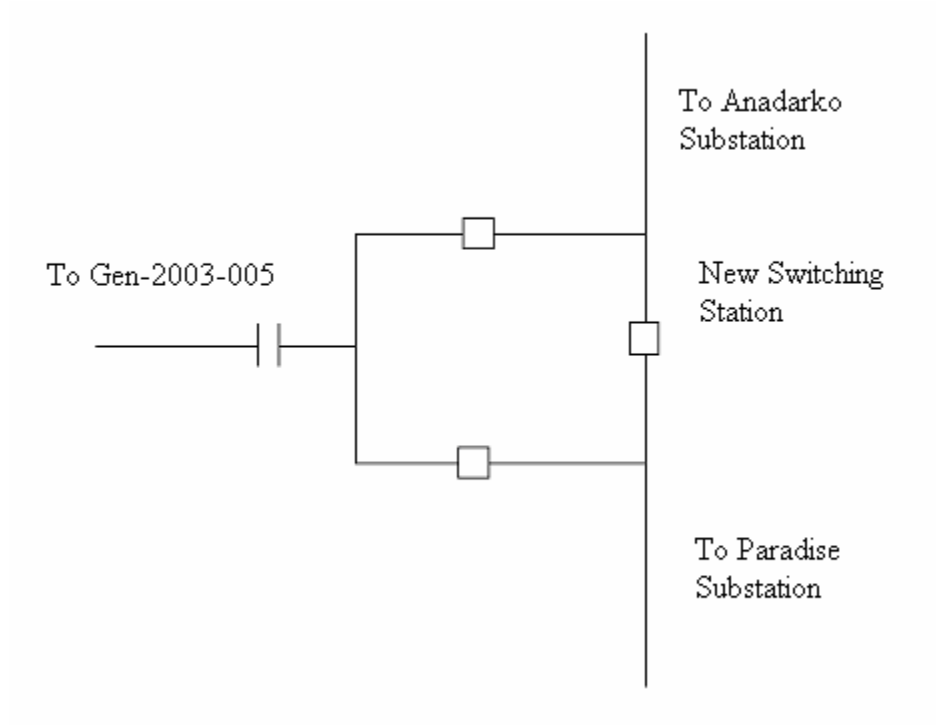 To Anadarko
Substation
To Gen-2003-005
New Switching
Station
To Paradise
Substation